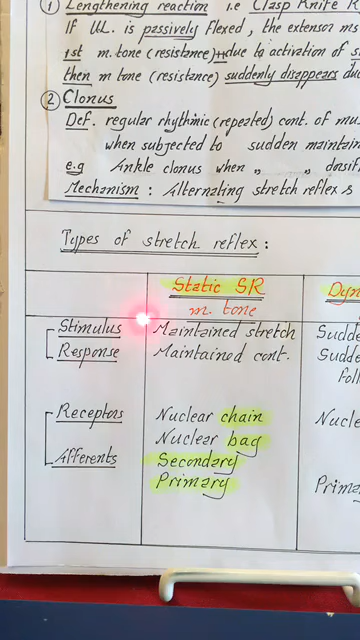 ① Lengthening reaction i.e Clasp Knife R
If UL. is passively flexed, the extensor ms
1st m. tone (resistance)++ due to activation of s
then m tone (resistance) suddenly disappears due
② Clonus
Def. regular rhythmic (repeated) cont. of mus
when subjected to sudden maintain
e.g Ankle clonus when „ „ dorsif
Mechanism : Alternating stretch reflex &
Types of stretch reflex :
Static SR Dyn
m. tone
Stimulus Maintained stretch Sudde
Response Maintained cont. Sudde
foll
Receptors Nuclear chain Nucle
Nuclear bag
Afferents Secondary
Primary Prima